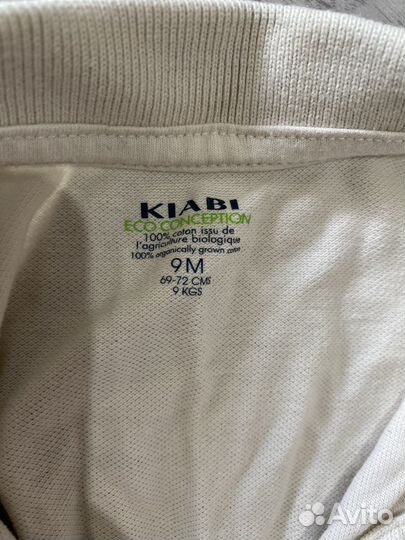 KIABI
ECO CONCEPTION
100% coton issu de
l'agriculture biologique
100% organically grown cotton
9M
69-72 CMS
9 KGS
Avito